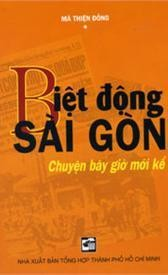 MÃ THIỆN ĐỒNG
Biệt động
SÀI GÒN
Chuyện bây giờ mới kể
NHÀ XUẤT BẢN TỔNG HỢP THÀNH PHỐ HỒ CHÍ MINH